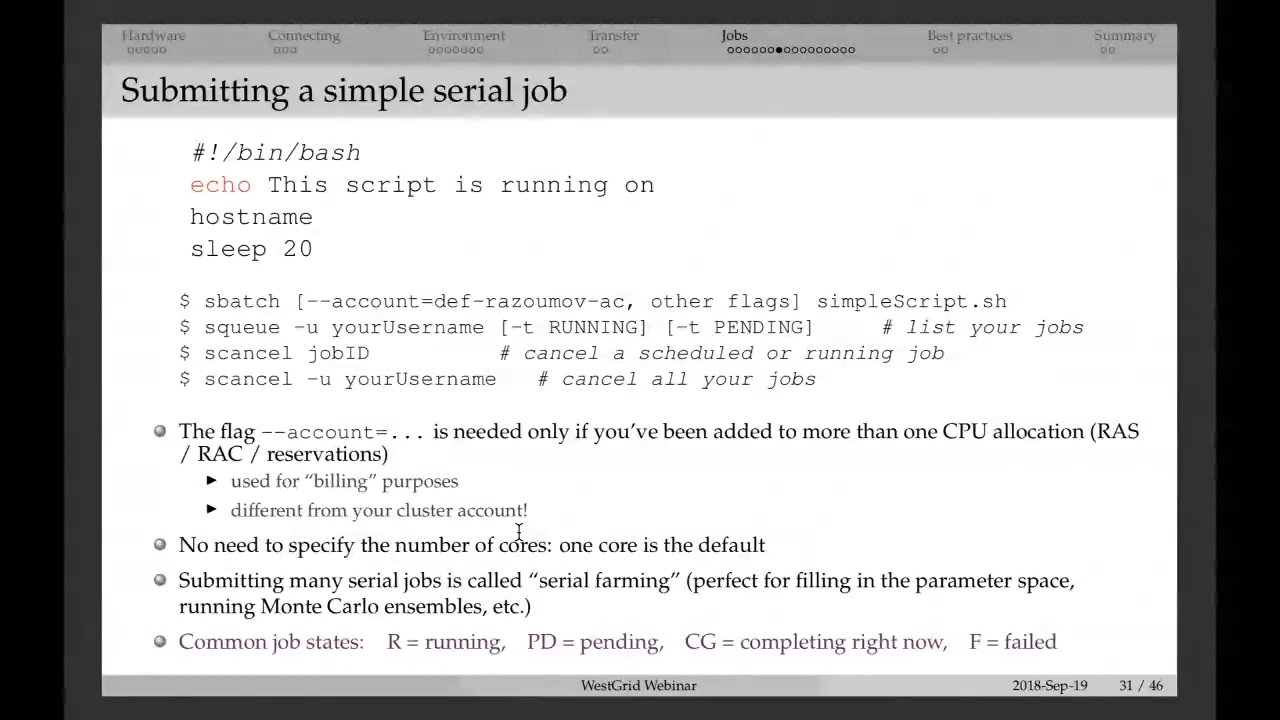 Hardware Connecting Environment Transfer Jobs Best practices Summary
Submitting a simple serial job
#!/bin/bash
echo This script is running on
hostname
sleep 20
$ sbatch [--account=def-razoumov-ac, other flags] simpleScript.sh
$ squeue -u yourUsername [-t RUNNING] [-t PENDING] # list your jobs
$ scancel jobID # cancel a scheduled or running job
$ scancel -u yourUsername # cancel all your jobs
The flag --account=... is needed only if you've been added to more than one CPU allocation (RAS
/ RAC / reservations)
used for "billing" purposes
different from your cluster account!
No need to specify the number of cores: one core is the default
Submitting many serial jobs is called "serial farming" (perfect for filling in the parameter space,
running Monte Carlo ensembles, etc.)
Common job states: R = running, PD = pending, CG = completing right now, F = failed
WestGrid Webinar 2018-Sep-19 31 / 46